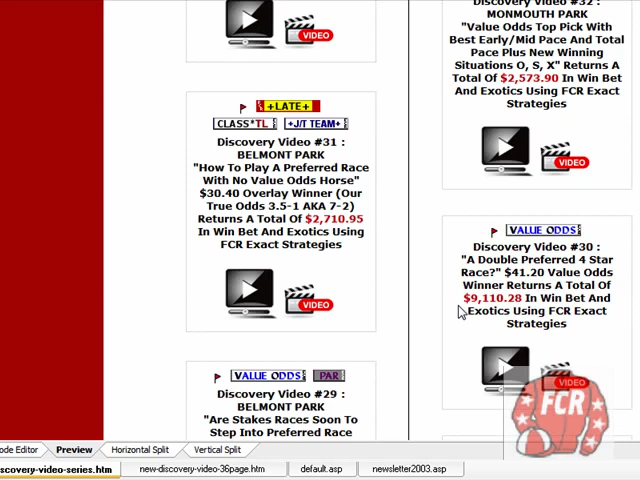 VIDEO
+LATE+
CLASS*TL +J/T TEAM+
Discovery Video #31 :
BELMONT PARK
"How To Play A Preferred Race
With No Value Odds Horse"
$30.40 Overlay Winner (Our
True Odds 3.5-1 AKA 7-2)
Returns A Total Of $2,710.95
In Win Bet And Exotics Using
FCR Exact Strategies
VIDEO
VALUE ODDS PAR
Discovery Video #29 :
BELMONT PARK
"Are Stakes Races Soon To
Step Into Preferred Race
Discovery Video #32 :
MONMOUTH PARK
"Value Odds Top Pick With
Best Early/Mid Pace And Total
Pace Plus New Winning
Situations O, S, X" Returns A
Total Of $2,573.90 In Win Bet
And Exotics Using FCR Exact
Strategies
VIDEO
VALUE ODDS
Discovery Video #30 :
"A Double Preferred 4 Star
Race?" $41.20 Value Odds
Winner Returns A Total Of
$9,110.28 In Win Bet And
Exotics Using FCR Exact
Strategies
VIDEO
FCR
ode Editor Preview Horizontal Split Vertical Split
scovery-video-series.htm new-discovery-video-36page.htm default.asp newsletter2003.asp